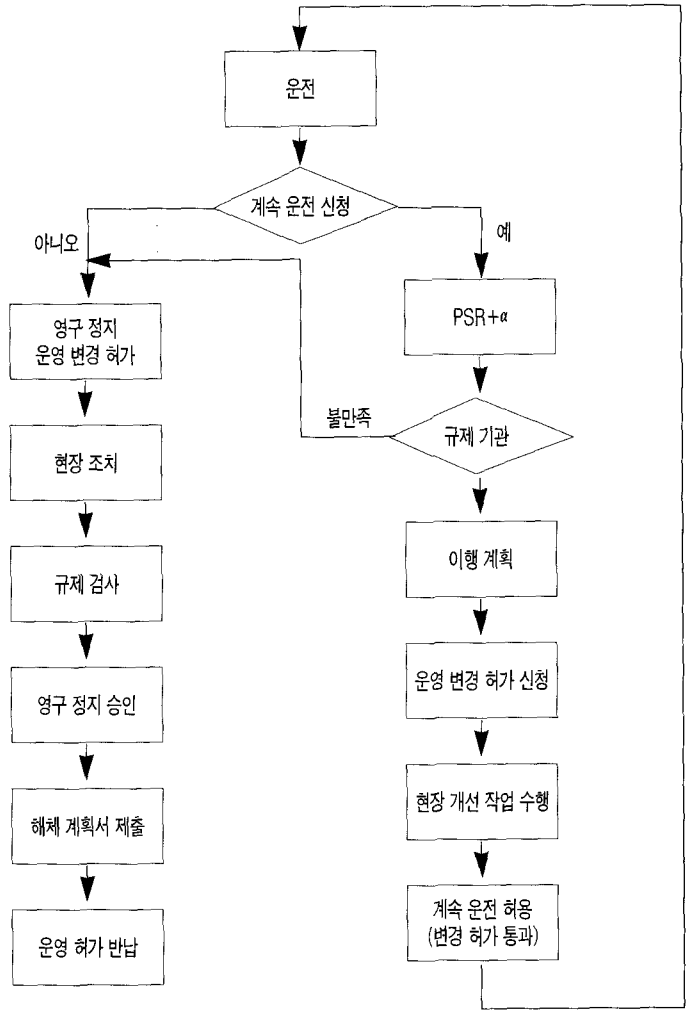 운전
계속 운전 신청
아니오
예
영구 정지
운영 변경 허가
PSR+α
불만족
규제 기관
현장 조치
이행 계획
규제 검사
운영 변경 허가 신청
영구 정지 승인
현장 개선 작업 수행
해체 계획서 제출
계속 운전 허용
(변경 허가 통과)
운영 허가 반납